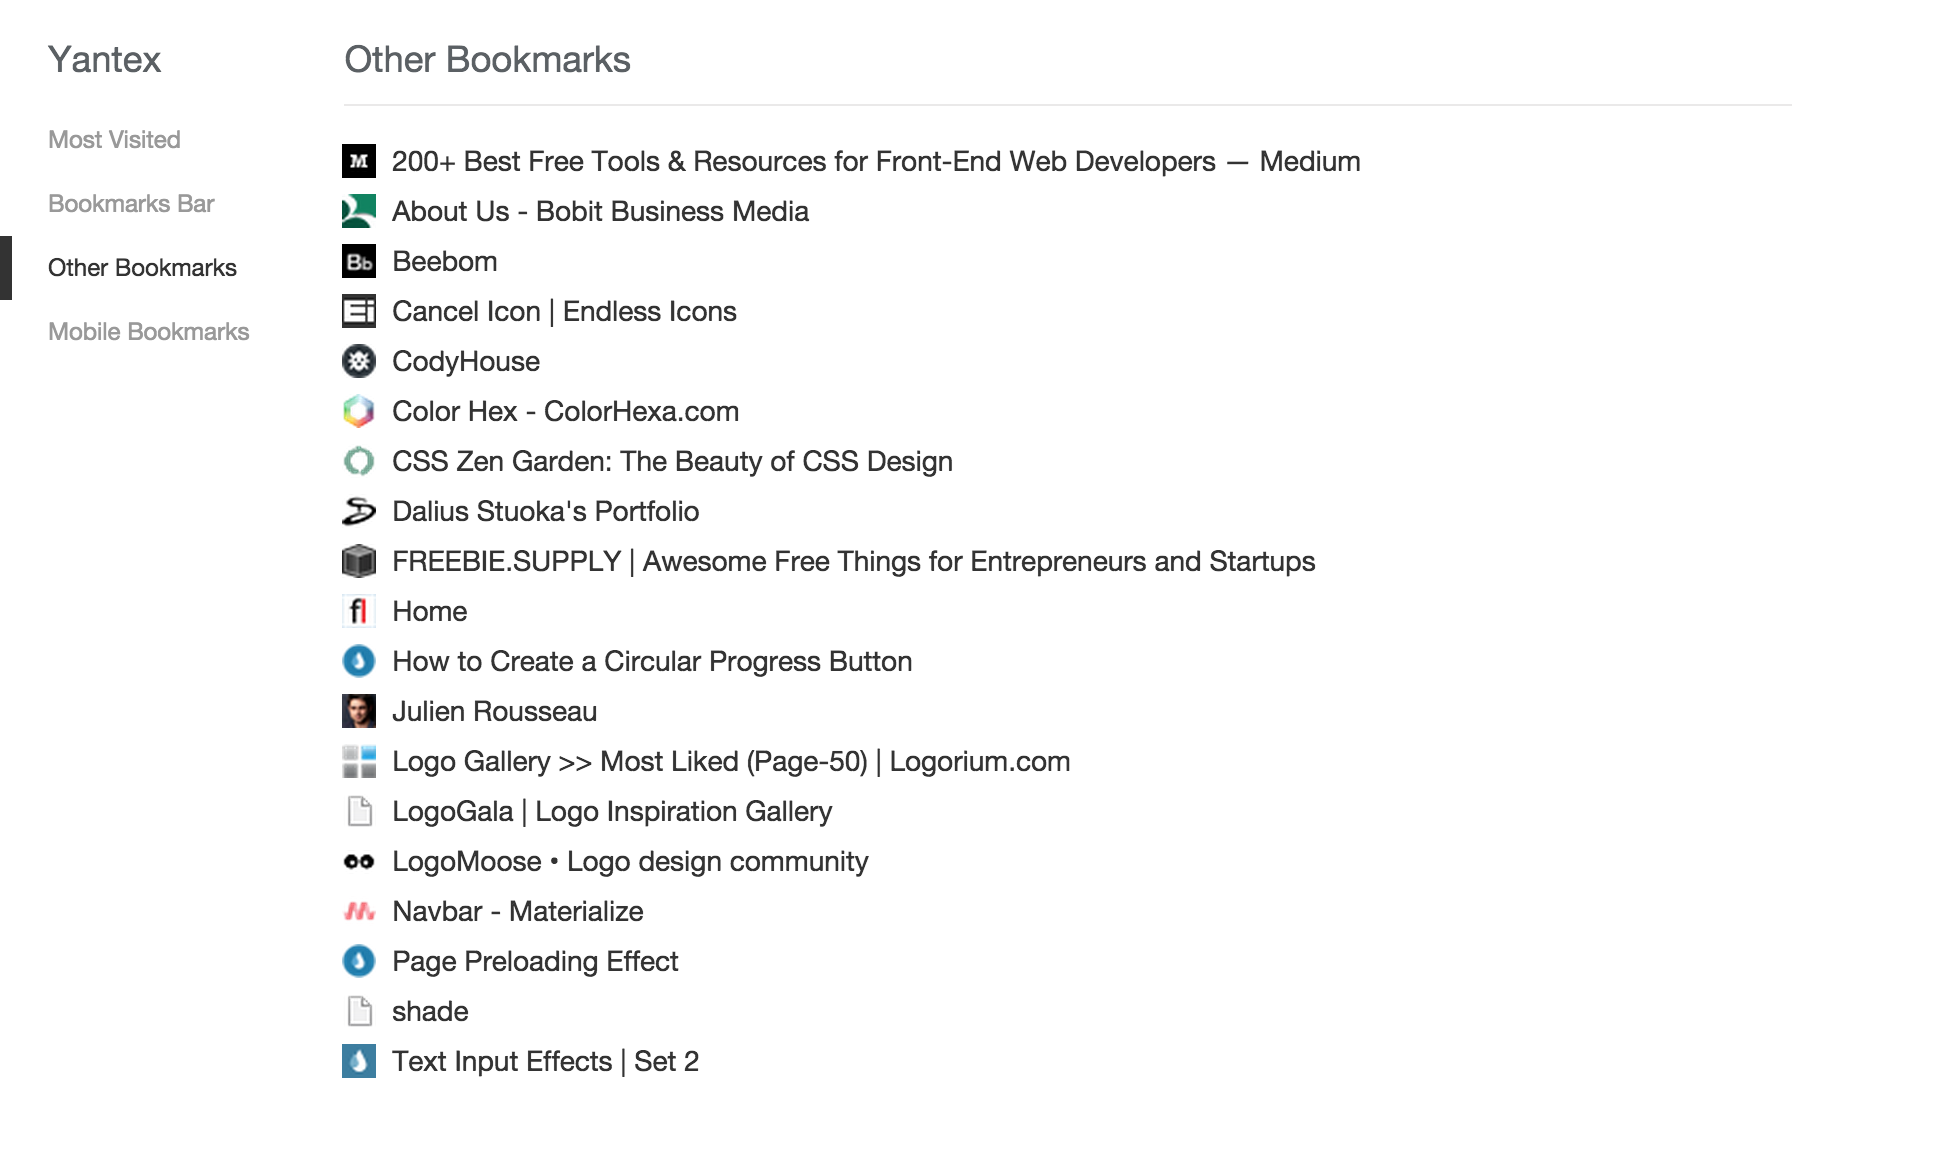 Yantex
Most Visited
Bookmarks Bar
Other Bookmarks
Mobile Bookmarks
Other Bookmarks
M 200+ Best Free Tools & Resources for Front-End Web Developers — Medium
About Us - Bobit Business Media
Bb Beebom
Ei Cancel Icon | Endless Icons
CodyHouse
Color Hex - ColorHexa.com
CSS Zen Garden: The Beauty of CSS Design
Dalius Stuoka's Portfolio
FREEBIE.SUPPLY | Awesome Free Things for Entrepreneurs and Startups
fl Home
How to Create a Circular Progress Button
Julien Rousseau
Logo Gallery >> Most Liked (Page-50) | Logorium.com
LogoGala | Logo Inspiration Gallery
LogoMoose • Logo design community
Navbar - Materialize
Page Preloading Effect
shade
Text Input Effects | Set 2